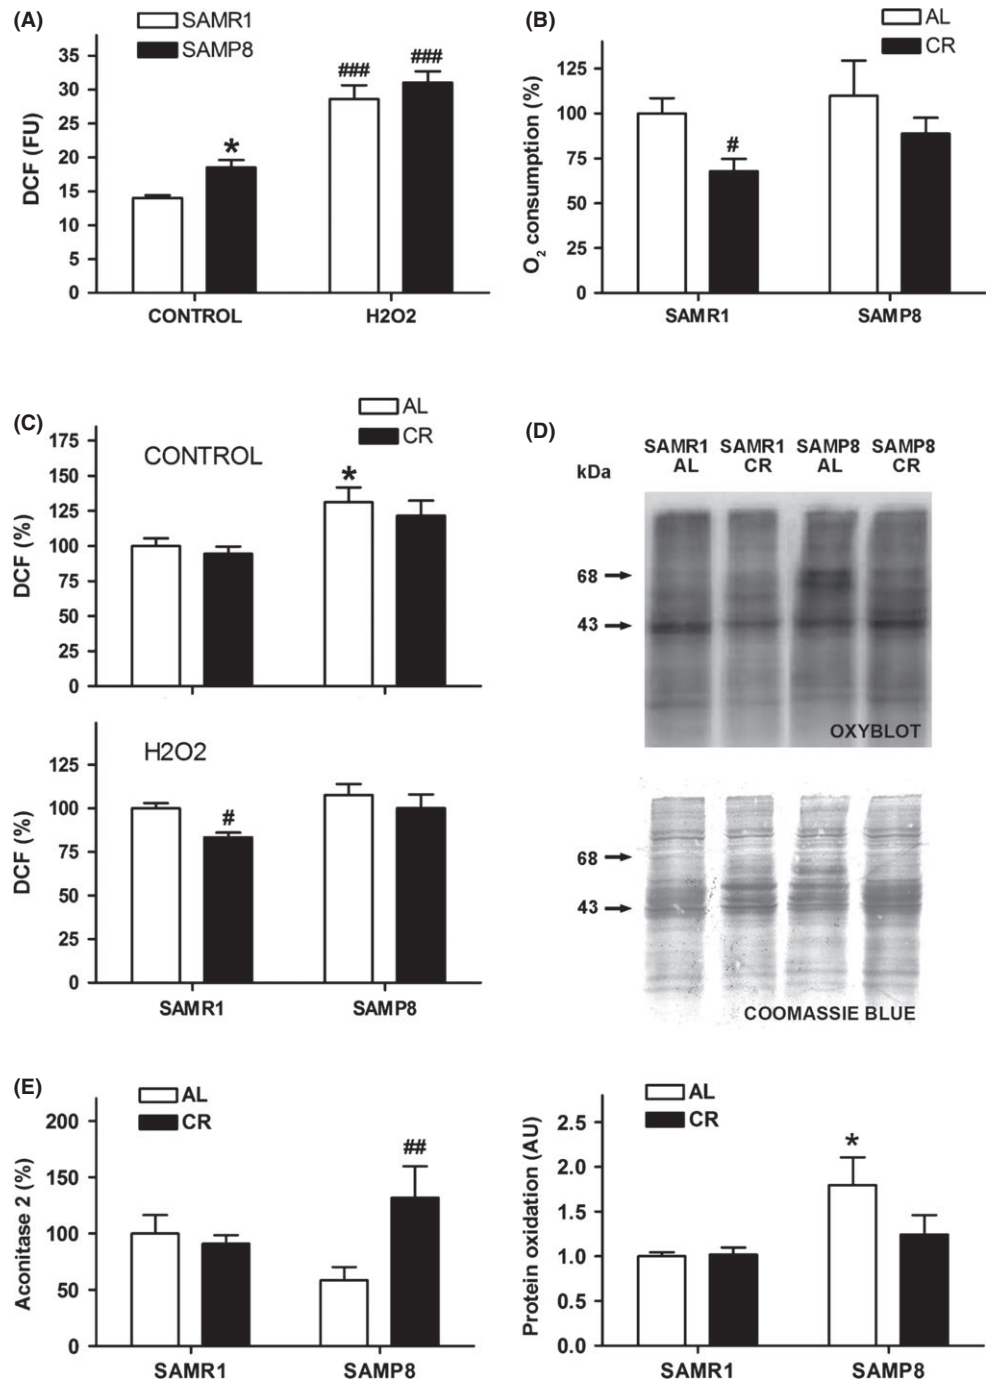 (A)
SAMR1
SAMP8
DCF (FU)
35
30
25
20
15
10
5
0
*
###
###
CONTROL
H2O2
(B)
AL
CR
O2 consumption (%)
125
100
75
50
25
0
#
SAMR1
SAMP8
(C)
AL
CR
CONTROL
DCF (%)
175
150
125
100
75
50
25
0
*
H2O2
DCF (%)
125
100
75
50
25
0
#
SAMR1
SAMP8
(D)
kDa
SAMR1 SAMR1 SAMP8 SAMP8
AL CR AL CR
68
43
OXYBLOT
68
43
COOMASSIE BLUE
(E)
AL
CR
Aconitase 2 (%)
200
150
100
50
0
##
SAMR1
SAMP8
AL
CR
Protein oxidation (AU)
2.5
2.0
1.5
1.0
0.5
0.0
*
SAMR1
SAMP8